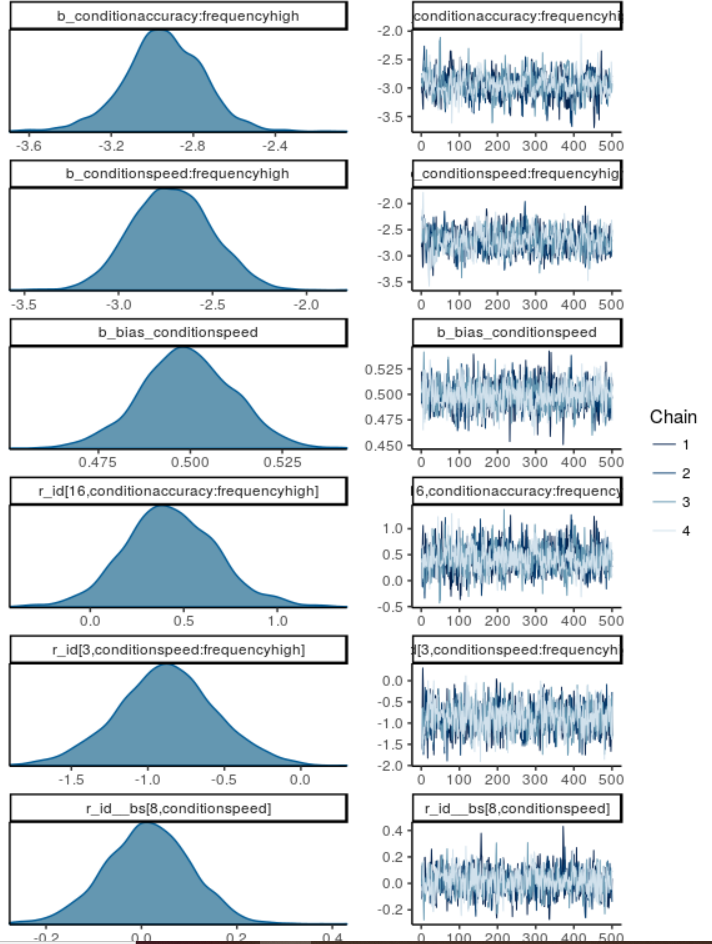 b_conditionaccuracy:frequencyhigh
conditionaccuracy:frequencyhi
-2.0
-2.5
-3.0
-3.5
-3.6 -3.2 -2.8 -2.4
0 100 200 300 400 500
b_conditionspeed:frequencyhigh
_conditionspeed:frequencyhig
-2.0
-2.5
-3.0
-3.5
-3.5 -3.0 -2.5 -2.0
0 100 200 300 400 500
b_bias_conditionspeed
b_bias_conditionspeed
0.525
0.500
0.475
0.450
0.475 0.500 0.525
0 100 200 300 400 500
Chain
1
2
3
4
r_id[16,conditionaccuracy:frequencyhigh]
16,conditionaccuracy:frequency
1.0
0.5
0.0
-0.5
0.0 0.5 1.0
0 100 200 300 400 500
r_id[3,conditionspeed:frequencyhigh]
d[3,conditionspeed:frequencyh
0.0
-0.5
-1.0
-1.5
-2.0
-1.5 -1.0 -0.5 0.0
0 100 200 300 400 500
r_id__bs[8,conditionspeed]
r_id__bs[8,conditionspeed]
0.4
0.2
0.0
-0.2
-0.2 0.0 0.2 0.4
0 100 200 300 400 500